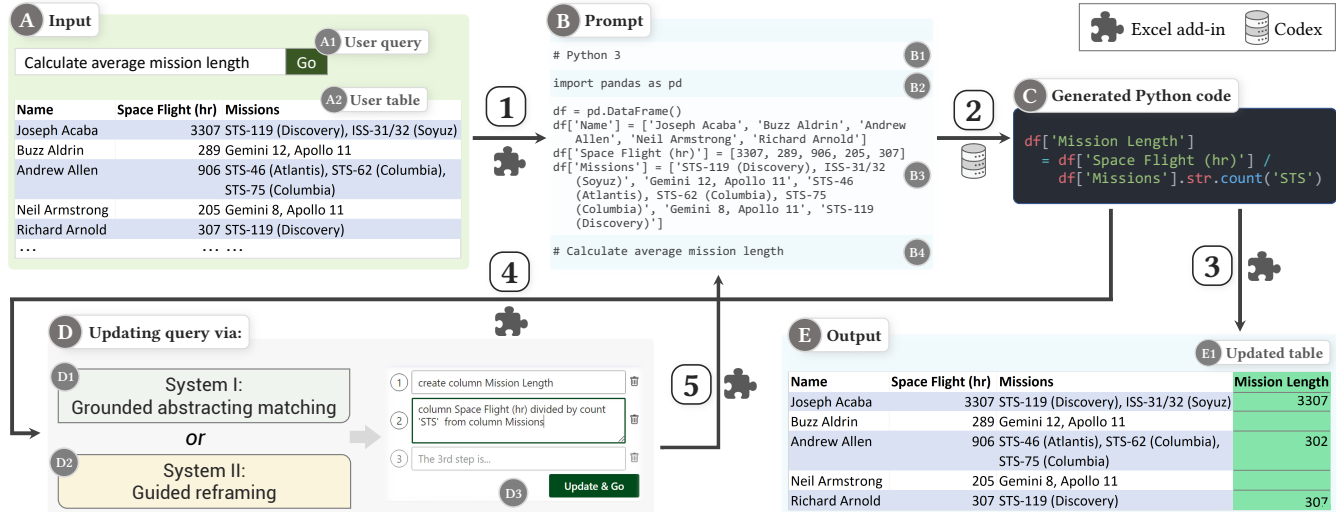 A Input
A1 User query
Calculate average mission length Go
A2 User table
Name Space Flight (hr) Missions
Joseph Acaba 3307 STS-119 (Discovery), ISS-31/32 (Soyuz)
Buzz Aldrin 289 Gemini 12, Apollo 11
Andrew Allen 906 STS-46 (Atlantis), STS-62 (Columbia),
STS-75 (Columbia)
Neil Armstrong 205 Gemini 8, Apollo 11
Richard Arnold 307 STS-119 (Discovery)
... ... ...
1
B Prompt
# Python 3
B1
import pandas as pd
B2
df = pd.DataFrame()
df['Name'] = ['Joseph Acaba', 'Buzz Aldrin', 'Andrew
Allen', 'Neil Armstrong', 'Richard Arnold']
df['Space Flight (hr)'] = [3307, 289, 906, 205, 307]
df['Missions'] = ['STS-119 (Discovery), ISS-31/32
(Soyuz)', 'Gemini 12, Apollo 11', 'STS-46
(Atlantis), STS-62 (Columbia), STS-75
(Columbia)', 'Gemini 8, Apollo 11', 'STS-119
(Discovery)']
B3
# Calculate average mission length
B4
2
Excel add-in Codex
C Generated Python code
df['Mission Length']
= df['Space Flight (hr)'] /
df['Missions'].str.count('STS')
3
4
D Updating query via:
D1
System I:
Grounded abstracting matching
or
D2
System II:
Guided reframing
1 create column Mission Length
2 column Space Flight (hr) divided by count
'STS' from column Missions
3 The 3rd step is...
D3
Update & Go
5
E Output
E1 Updated table
Name Space Flight (hr) Missions Mission Length
Joseph Acaba 3307 STS-119 (Discovery), ISS-31/32 (Soyuz) 3307
Buzz Aldrin 289 Gemini 12, Apollo 11
Andrew Allen 906 STS-46 (Atlantis), STS-62 (Columbia), 302
STS-75 (Columbia)
Neil Armstrong 205 Gemini 8, Apollo 11
Richard Arnold 307 STS-119 (Discovery) 307